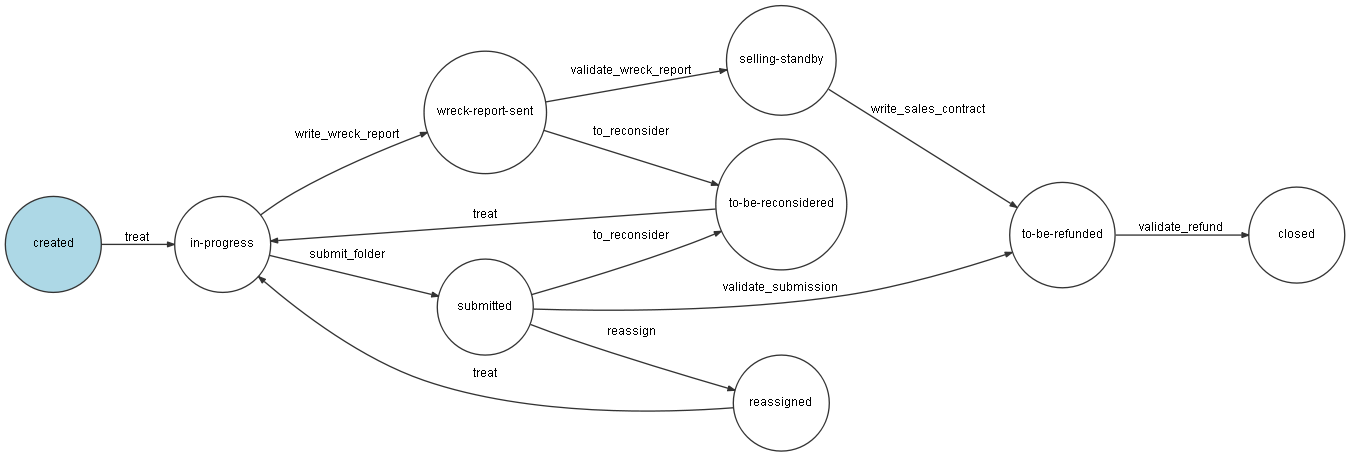 selling-standby
validate_wreck_report
wreck-report-sent
write_sales_contract
to_reconsider
write_wreck_report
to-be-reconsidered
treat
to_reconsider
created
treat
in-progress
submit_folder
to-be-refunded
validate_refund
closed
validate_submission
submitted
reassign
treat
reassigned